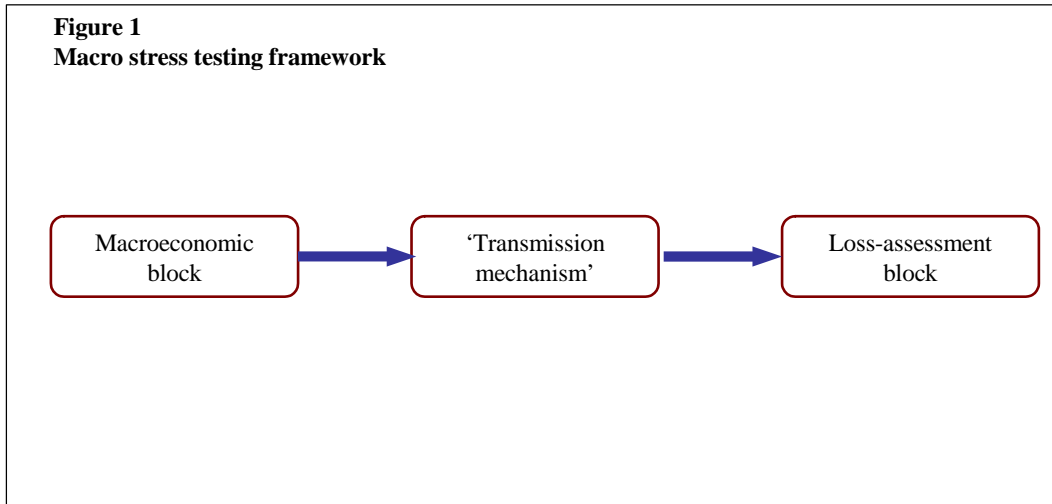 Figure 1
Macro stress testing framework
Macroeconomic
block
‘Transmission
mechanism’
Loss-assessment
block